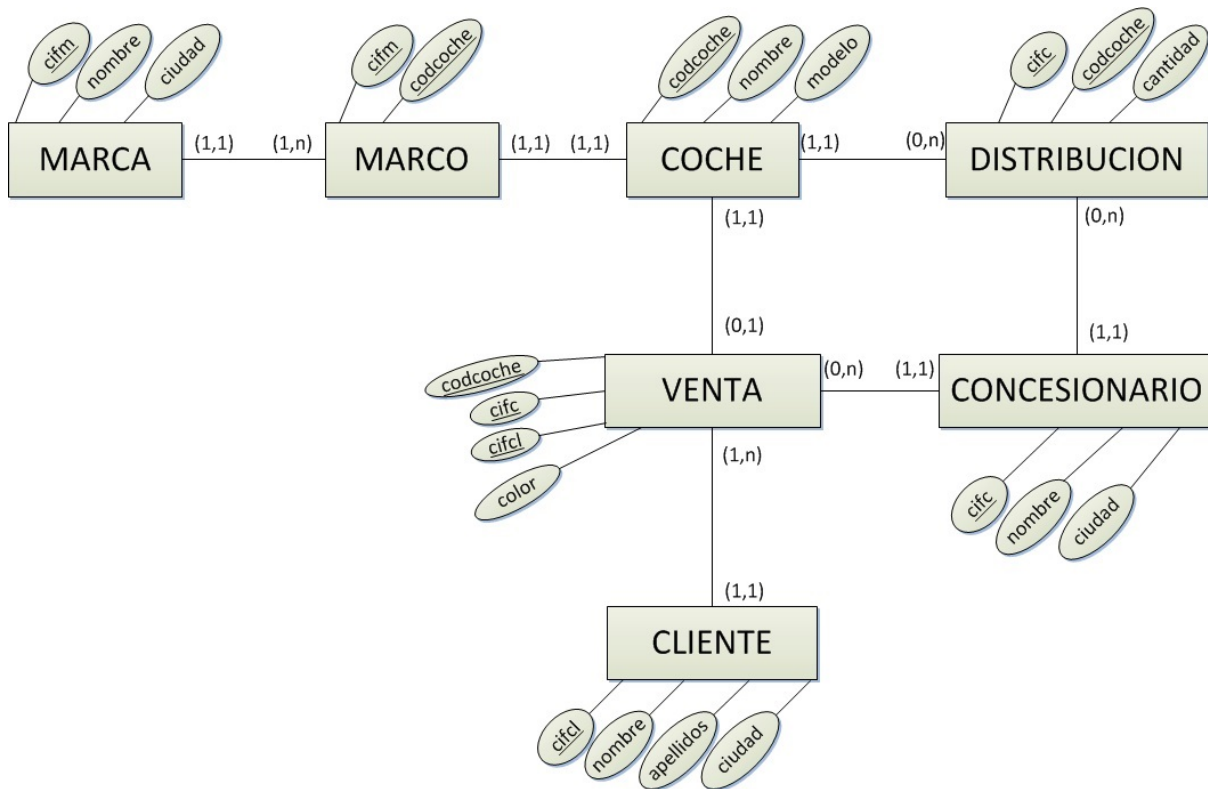 cifm
nombre
ciudad
cifm
codcoche
codcoche
nombre
modelo
cifc
codcoche
cantidad
MARCA
(1,1)
(1,n)
MARCO
(1,1)
(1,1)
COCHE
(1,1)
(0,n)
DISTRIBUCION
(1,1)
(0,n)
(0,1)
(1,1)
codcoche
cifc
cifcl
color
VENTA
(0,n)
(1,1)
CONCESIONARIO
(1,n)
cifc
nombre
ciudad
(1,1)
CLIENTE
cifcl
nombre
apellidos
ciudad